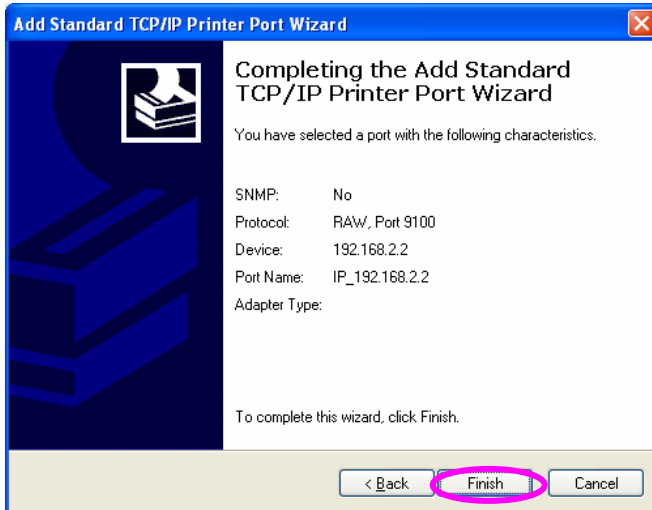 Add Standard TCP/IP Printer Port Wizard
Completing the Add Standard
TCP/IP Printer Port Wizard
You have selected a port with the following characteristics.
SNMP: No
Protocol: RAW, Port 9100
Device: 192.168.2.2
Port Name: IP_192.168.2.2
Adapter Type:
To complete this wizard, click Finish.
< Back Finish Cancel